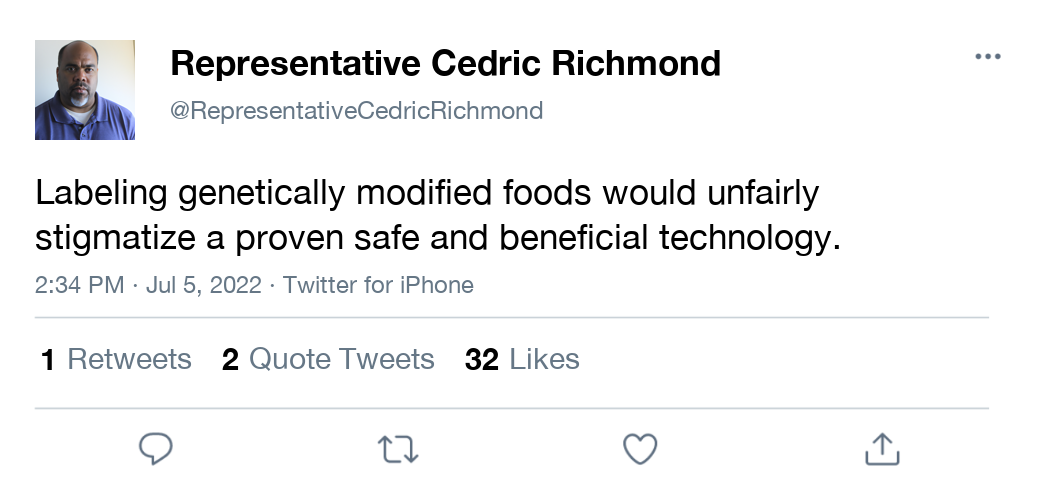 Representative Cedric Richmond
@RepresentativeCedricRichmond
Labeling genetically modified foods would unfairly
stigmatize a proven safe and beneficial technology.
2:34 PM · Jul 5, 2022 · Twitter for iPhone
1 Retweets 2 Quote Tweets 32 Likes